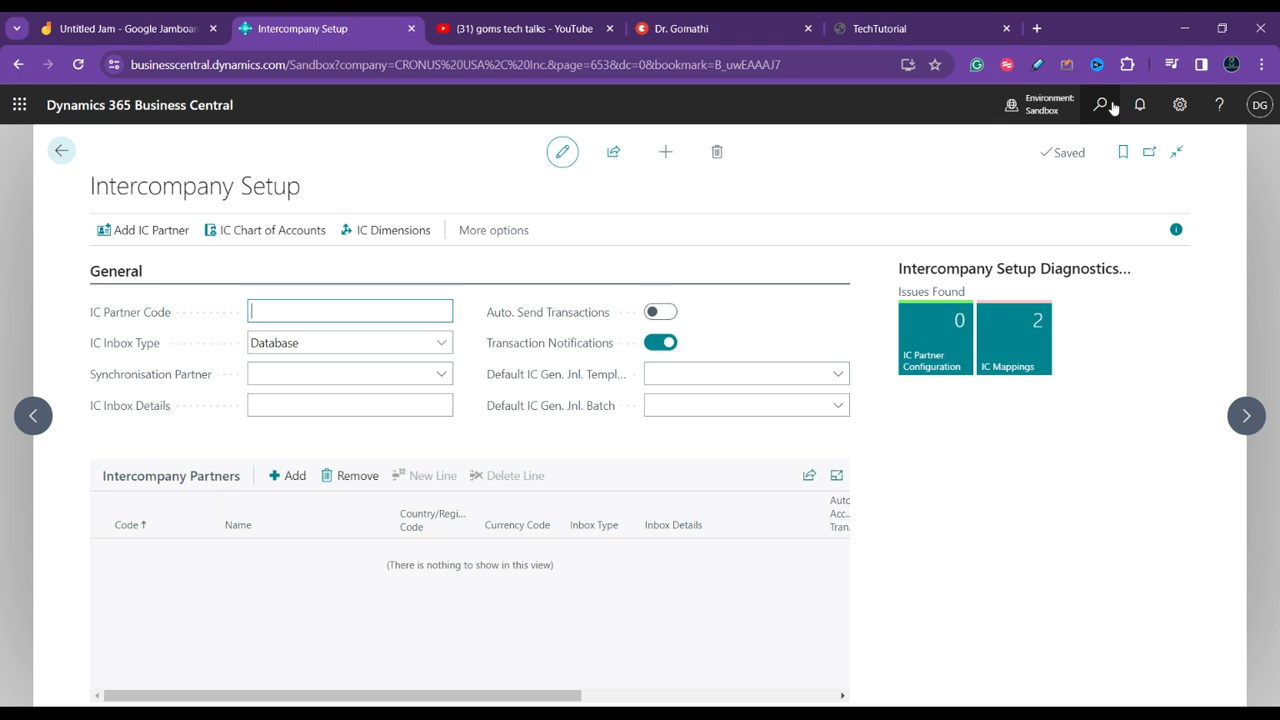 Untitled Jam - Google Jamboar
Intercompany Setup
(31) goms tech talks - YouTube
Dr. Gomathi
TechTutorial
businesscentral.dynamics.com/Sandbox?company=CRONUS%20USA%2C%20Inc.&page=653&dc=0&bookmark=B_uwEAAAJ7
Dynamics 365 Business Central
Environment:
Sandbox
?
DG
Saved
Intercompany Setup
Add IC Partner
IC Chart of Accounts
IC Dimensions
More options
General
IC Partner Code
Auto. Send Transactions
IC Inbox Type
Database
Transaction Notifications
Synchronisation Partner
Default IC Gen. Jnl. Templ...
IC Inbox Details
Default IC Gen. Jnl. Batch
Intercompany Setup Diagnostics...
Issues Found
0
IC Partner
Configuration
2
IC Mappings
Intercompany Partners
Add
Remove
New Line
Delete Line
Code
Name
Country/Regi...
Code
Currency Code
Inbox Type
Inbox Details
Auto
Acc...
Tran.
(There is nothing to show in this view)